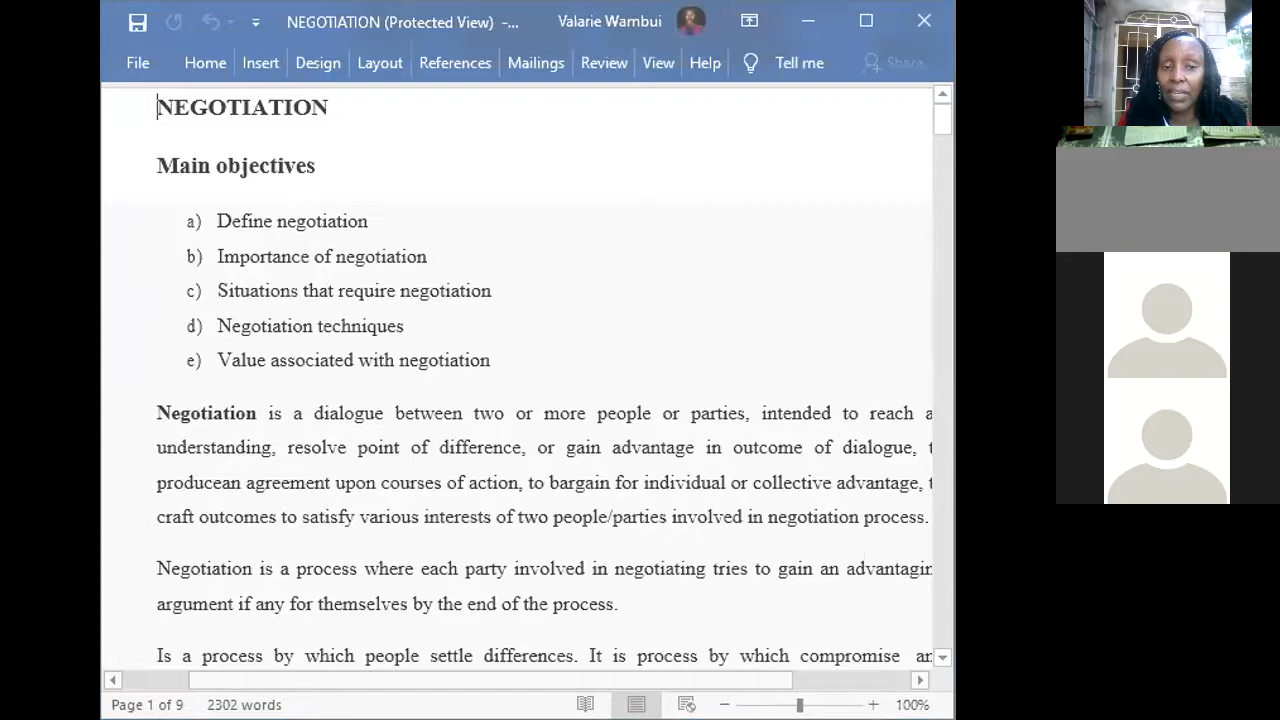 NEGOTIATION (Protected View) -...
Valarie Wambui
File Home Insert Design Layout References Mailings Review View Help Tell me Share
NEGOTIATION
Main objectives
a) Define negotiation
b) Importance of negotiation
c) Situations that require negotiation
d) Negotiation techniques
e) Value associated with negotiation
Negotiation is a dialogue between two or more people or parties, intended to reach a
understanding, resolve point of difference, or gain advantage in outcome of dialogue, t
producean agreement upon courses of action, to bargain for individual or collective advantage, t
craft outcomes to satisfy various interests of two people/parties involved in negotiation process.
Negotiation is a process where each party involved in negotiating tries to gain an advantagin
argument if any for themselves by the end of the process.
Is a process by which people settle differences. It is process by which compromise an
Page 1 of 9 2302 words
100%